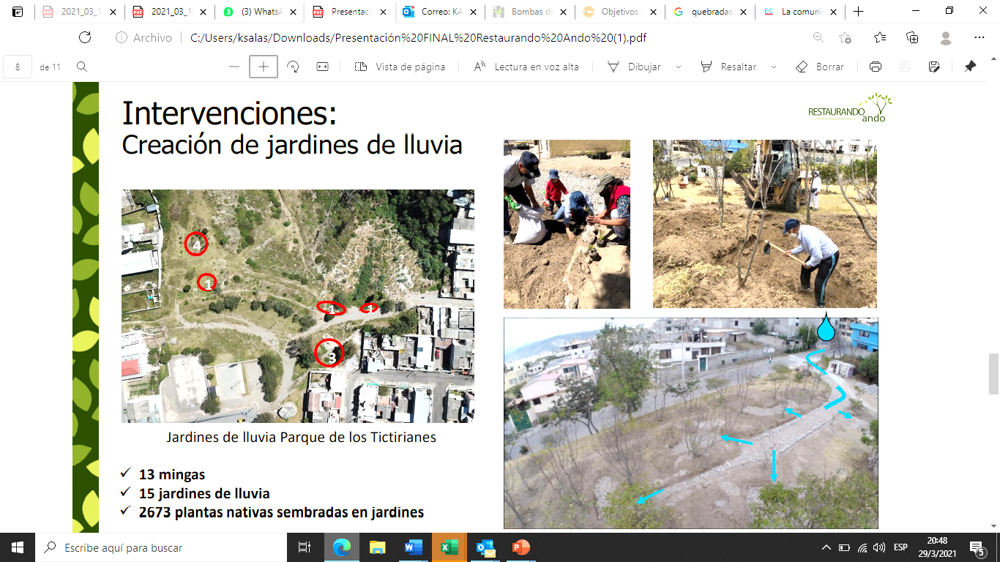 2021_03_1
2021_03_1
(3) WhatsA
Presentaci
Correo: KA
Bombas de
Objetivos
quebradas
La comuni
Archivo
C:/Users/ksalas/Downloads/Presentación%20FINAL%20Restaurando%20Ando%20(1).pdf
8 de 11
Vista de página
Lectura en voz alta
Dibujar
Resaltar
Borrar
Intervenciones:
Creación de jardines de lluvia
RESTAURANDO
ando
4
1
1
1
3
Jardines de lluvia Parque de los Tictirianes
✓ 13 mingas
✓ 15 jardines de lluvia
✓ 2673 plantas nativas sembradas en jardines
Escribe aquí para buscar
ESP
20:48
29/3/2021
5